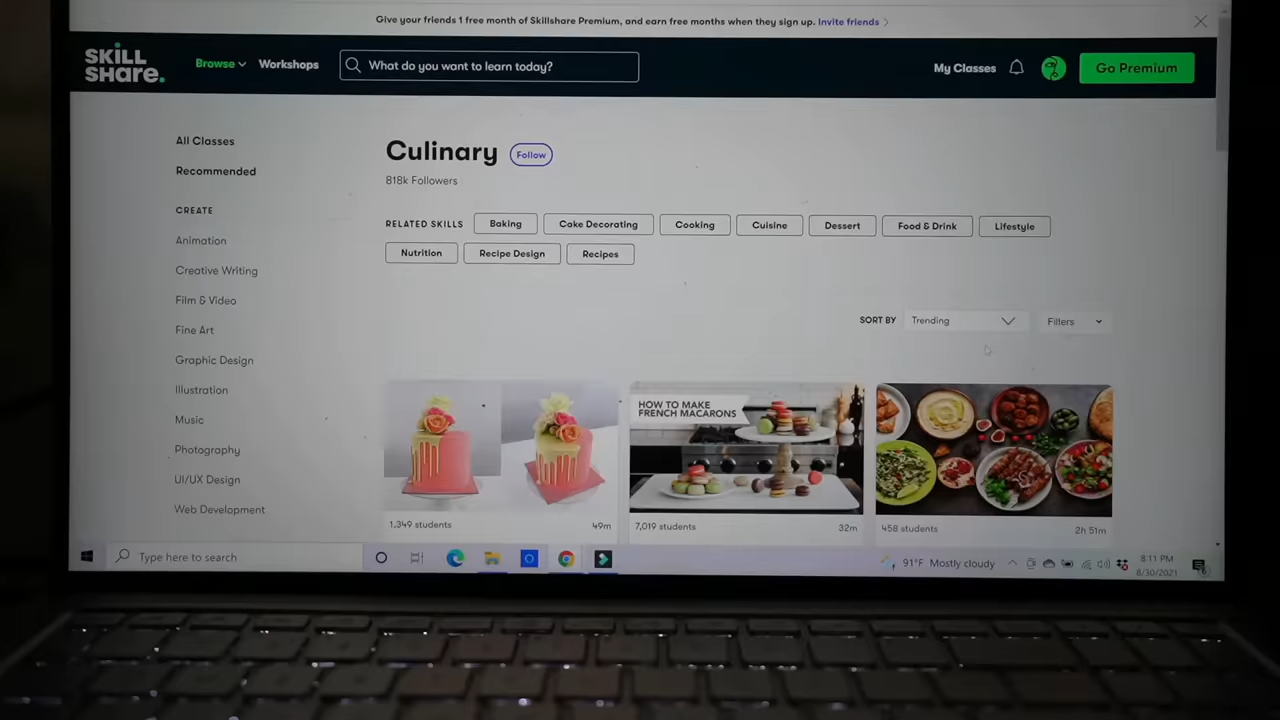 Give your friends 1 free month of Skillshare Premium, and earn free months when they sign up. Invite friends
SKILL
SHare.
Browse
Workshops
What do you want to learn today?
My Classes
Go Premium
All Classes
Recommended
CREATE
Animation
Creative Writing
Film & Video
Fine Art
Graphic Design
Illustration
Music
Photography
UI/UX Design
Web Development
Culinary
Follow
818k Followers
RELATED SKILLS
Baking
Cake Decorating
Cooking
Cuisine
Dessert
Food & Drink
Lifestyle
Nutrition
Recipe Design
Recipes
SORT BY
Trending
Filters
HOW TO MAKE
FRENCH MACARONS
1,349 students
49m
7,019 students
32m
458 students
2h 51m
Type here to search
91°F Mostly cloudy
8:11 PM
8/30/2021